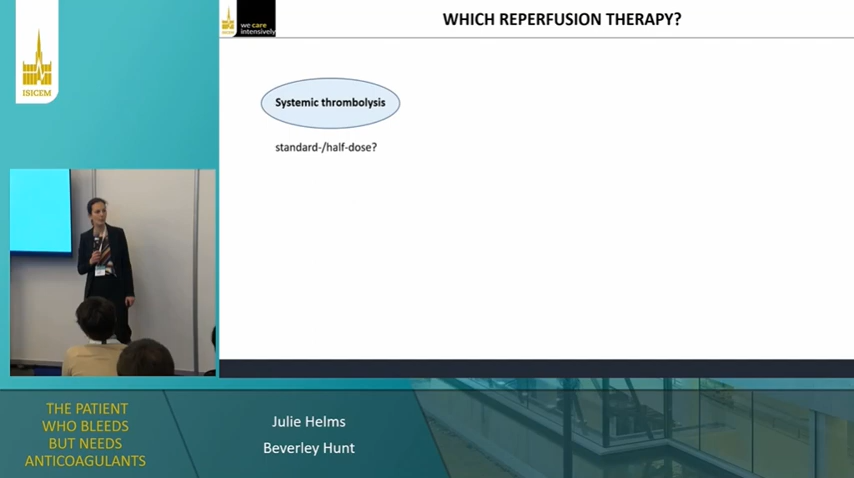 ISICEM
we care
intensively
WHICH REPERFUSION THERAPY?
Systemic thrombolysis
standard-/half-dose?
THE PATIENT
WHO BLEEDS
BUT NEEDS
ANTICOAGULANTS
Julie Helms
Beverley Hunt